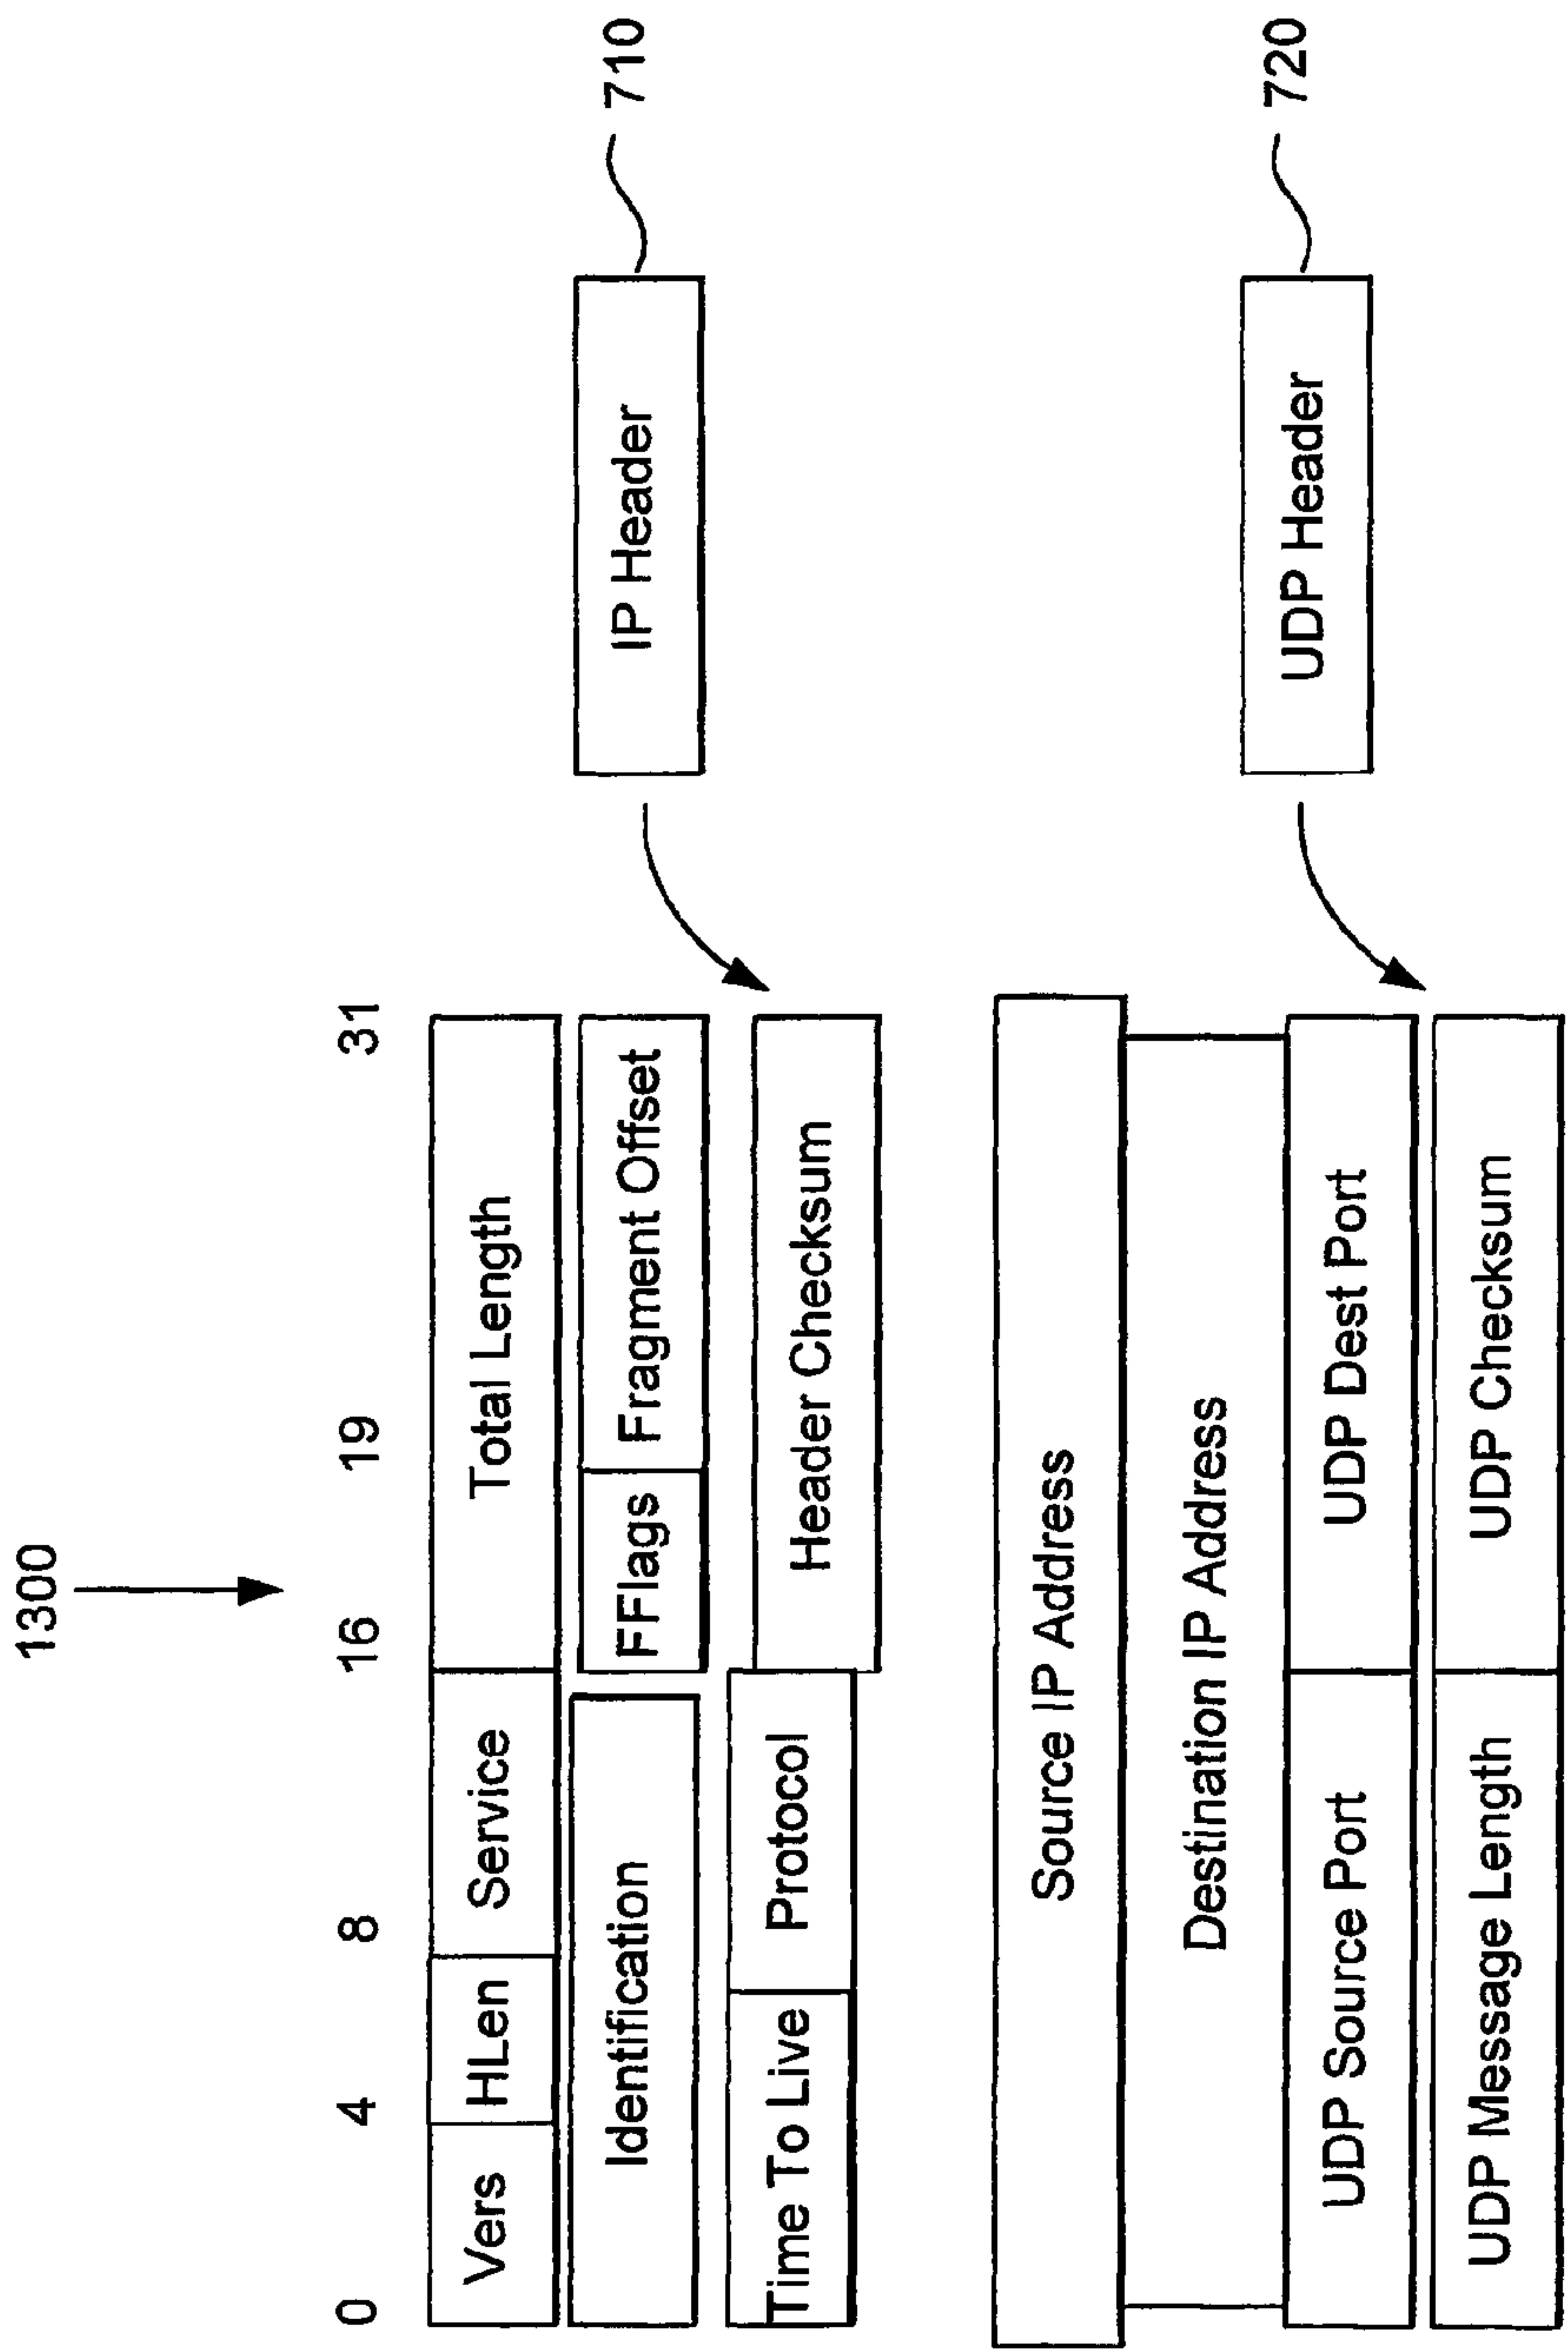 1300
0 4 8 16 19 31
Vers HLen Service Total Length
Identification FFlags Fragment Offset
Time To Live Protocol Header Checksum
IP Header
710
Source IP Address
Destination IP Address
UDP Source Port UDP Dest Port
UDP Message Length UDP Checksum
UDP Header
720